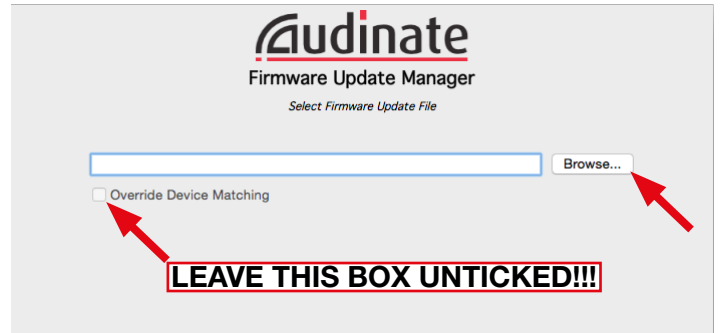 Audinate
Firmware Update Manager
Select Firmware Update File
Browse...
Override Device Matching
LEAVE THIS BOX UNTICKED!!!